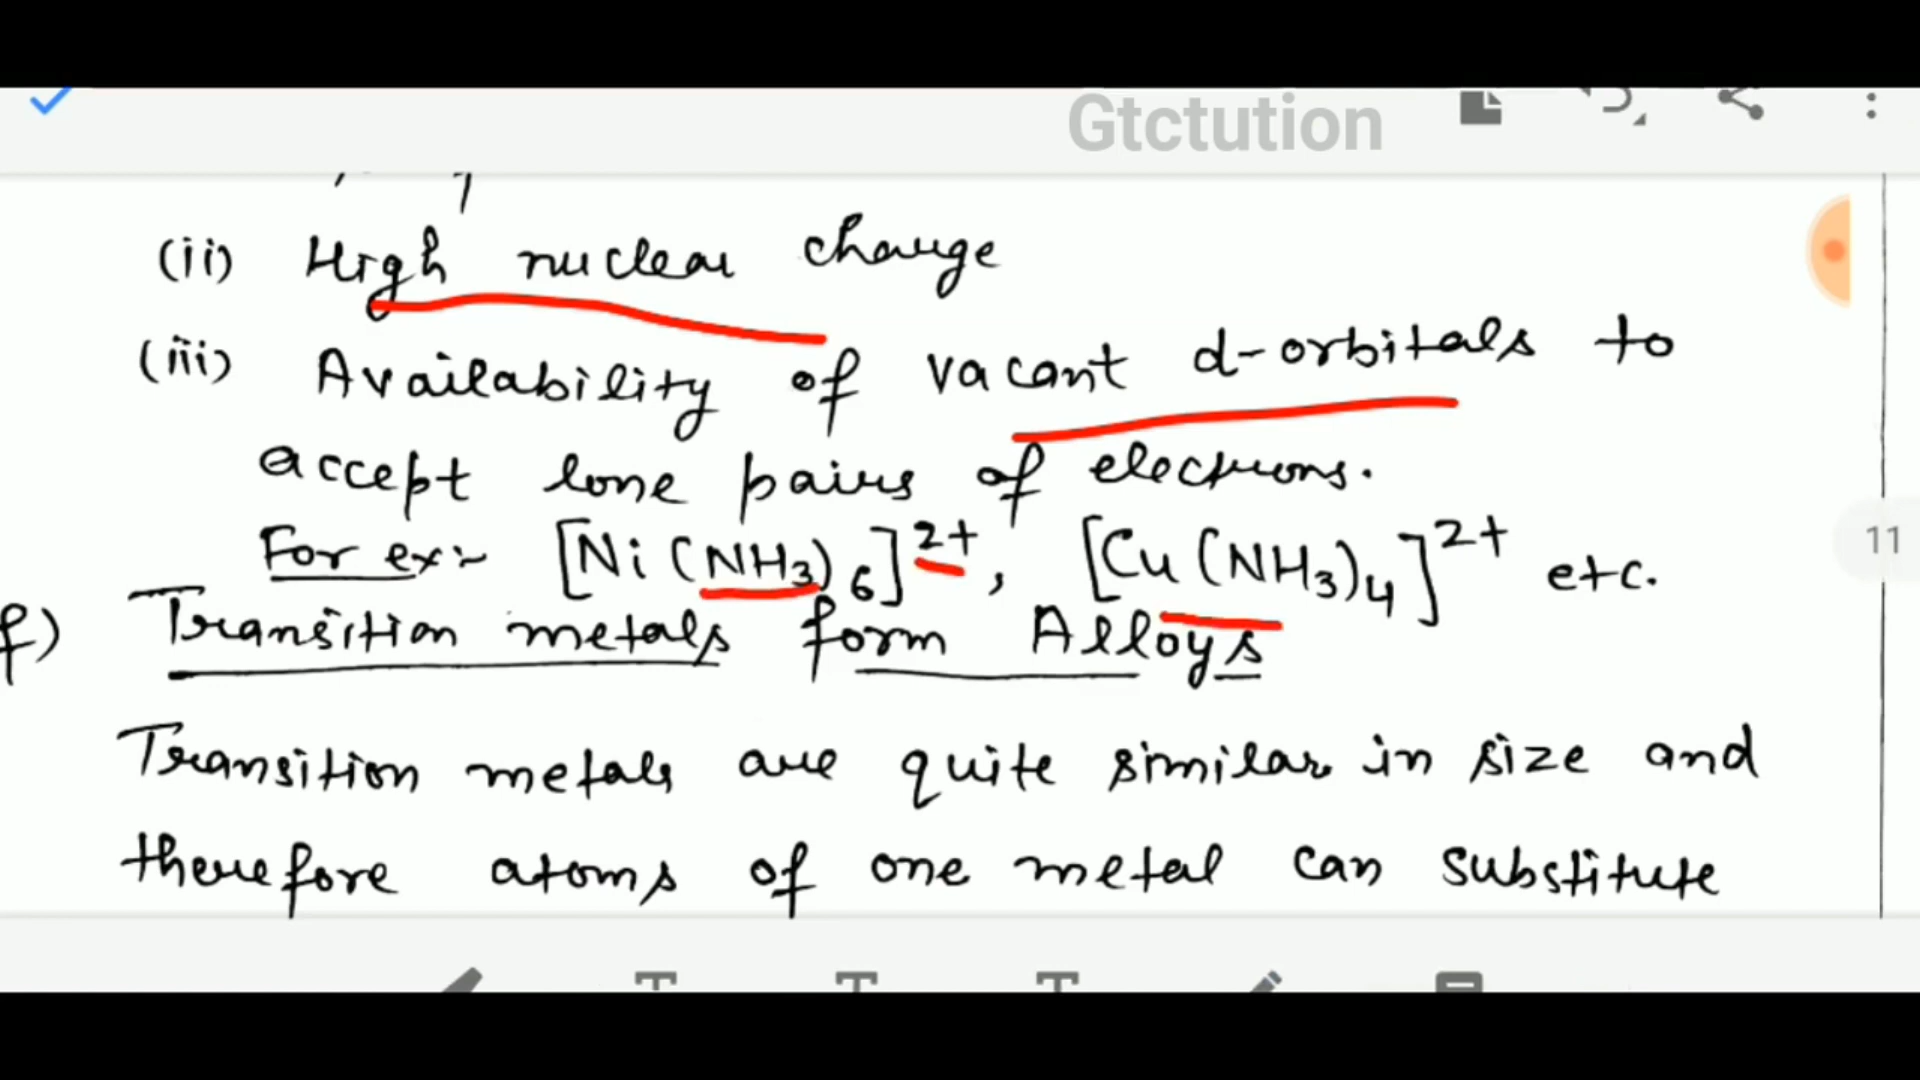 Gtctution
(ii) High nuclear charge
(iii) Availability of vacant d-orbitals to
accept lone pairs of electrons.
For ex:- [Ni(NH3)6]2+, [Cu(NH3)4]2+ etc.
11
f) Transition metals form Alloys
Transition metals are quite similar in size and
therefore atoms of one metal can substitute